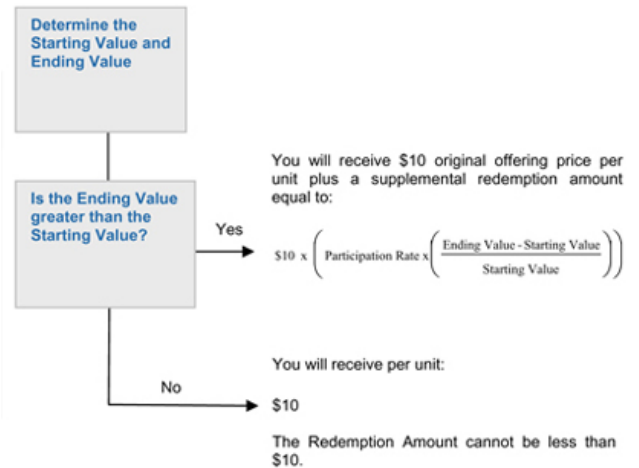 Determine the
Starting Value and
Ending Value
Is the Ending Value
greater than the
Starting Value?
Yes
You will receive $10 original offering price per
unit plus a supplemental redemption amount
equal to:
$10 x ( Participation Rate x ( Ending Value - Starting Value
Starting Value ) )
No
You will receive per unit:
$10
The Redemption Amount cannot be less than
$10.